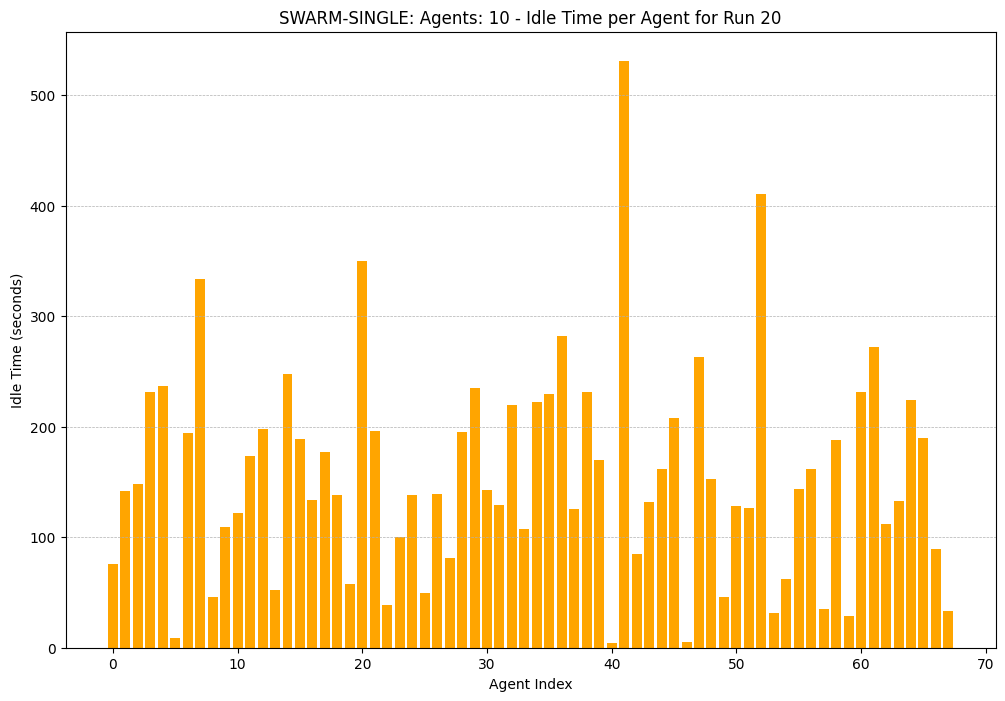 SWARM-SINGLE: Agents: 10 - Idle Time per Agent for Run 20
Idle Time (seconds)
500
400
300
200
100
0
0 10 20 30 40 50 60 70
Agent Index